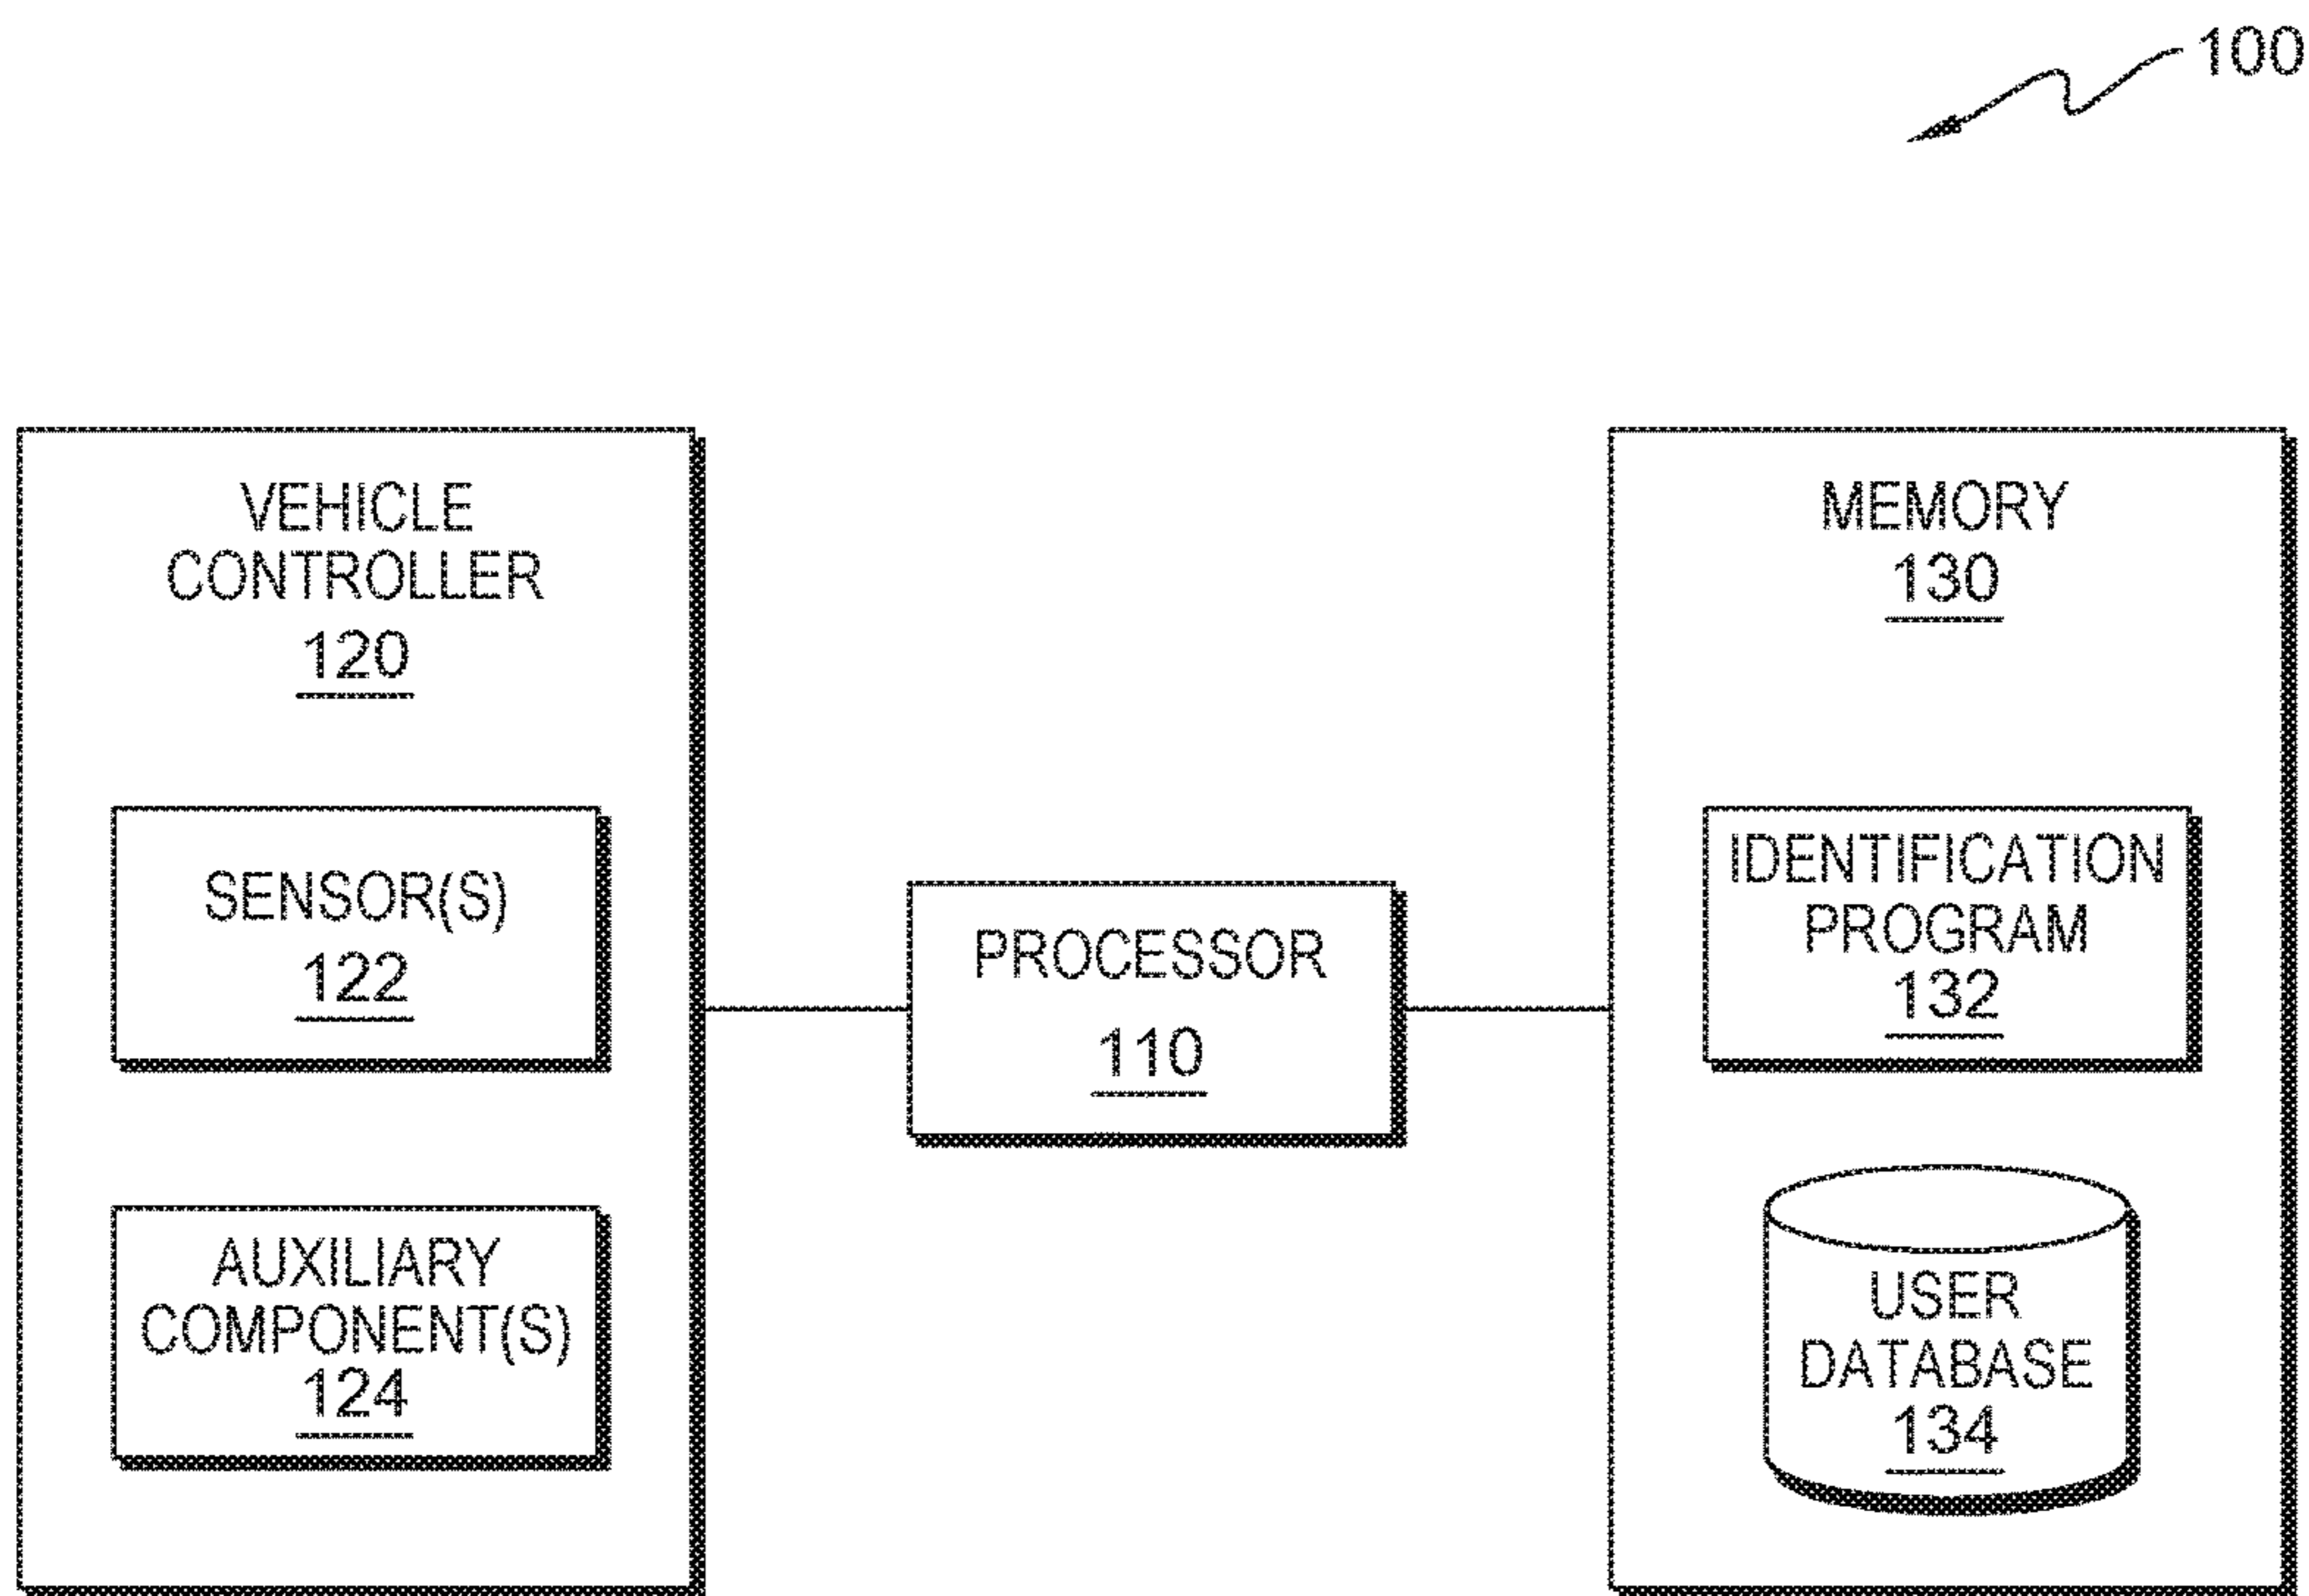 100
VEHICLE
CONTROLLER
120
SENSOR(S)
122
AUXILIARY
COMPONENT(S)
124
PROCESSOR
110
MEMORY
130
IDENTIFICATION
PROGRAM
132
USER
DATABASE
134